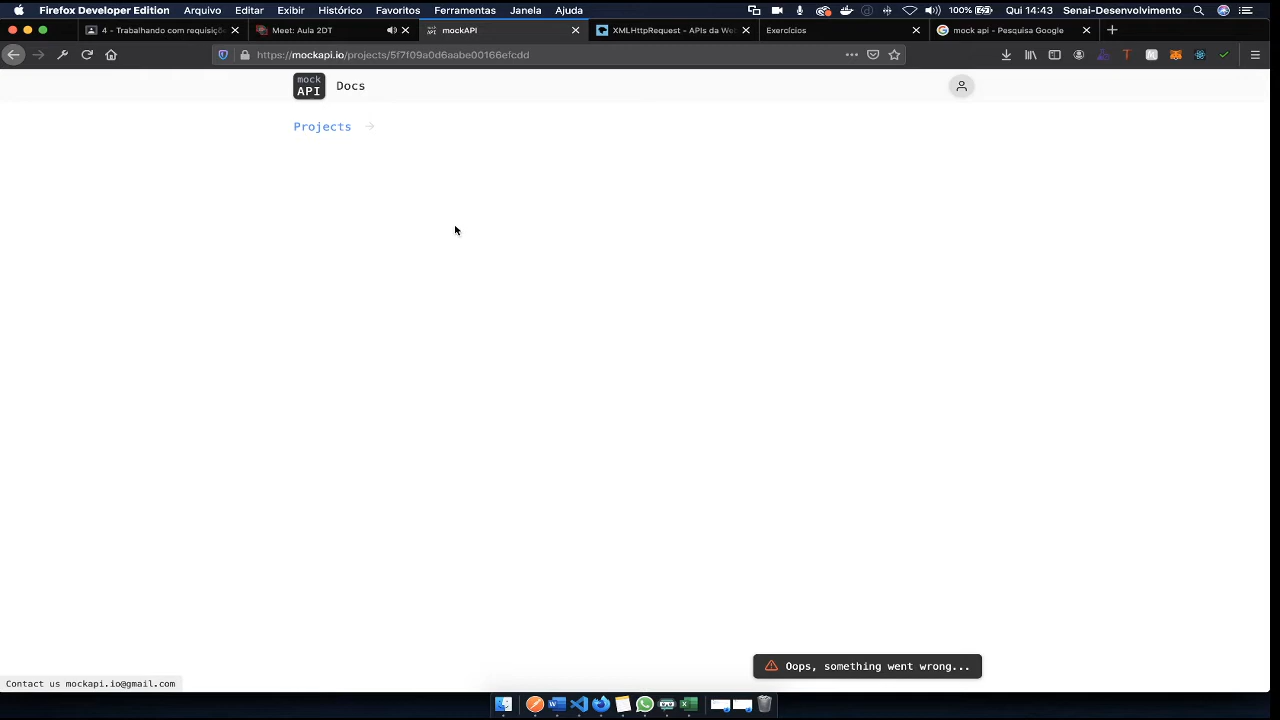 Firefox Developer Edition Arquivo Editar Exibir Histórico Favoritos Ferramentas Janela Ajuda 100% Qui 14:43 Senai-Desenvolvimento
4 - Trabalhando com requisiçõ Meet: Aula 2DT mockAPI XMLHttpRequest - APIs da Web Exercícios mock api - Pesquisa Google
https://mockapi.io/projects/5f7f09a0d6aabe00166efcdd
mock
API
Docs
Projects
Oops, something went wrong...
Contact us mockapi.io@gmail.com